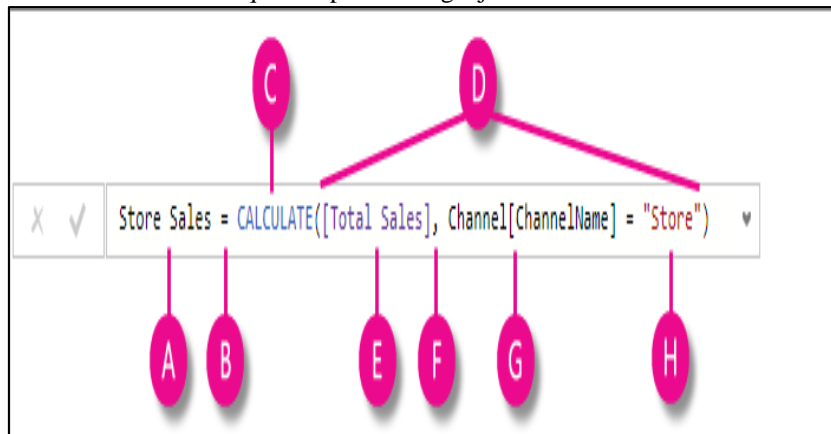 C D
Store Sales = CALCULATE([Total Sales], Channel[ChannelName] = "Store")
A B E F G H